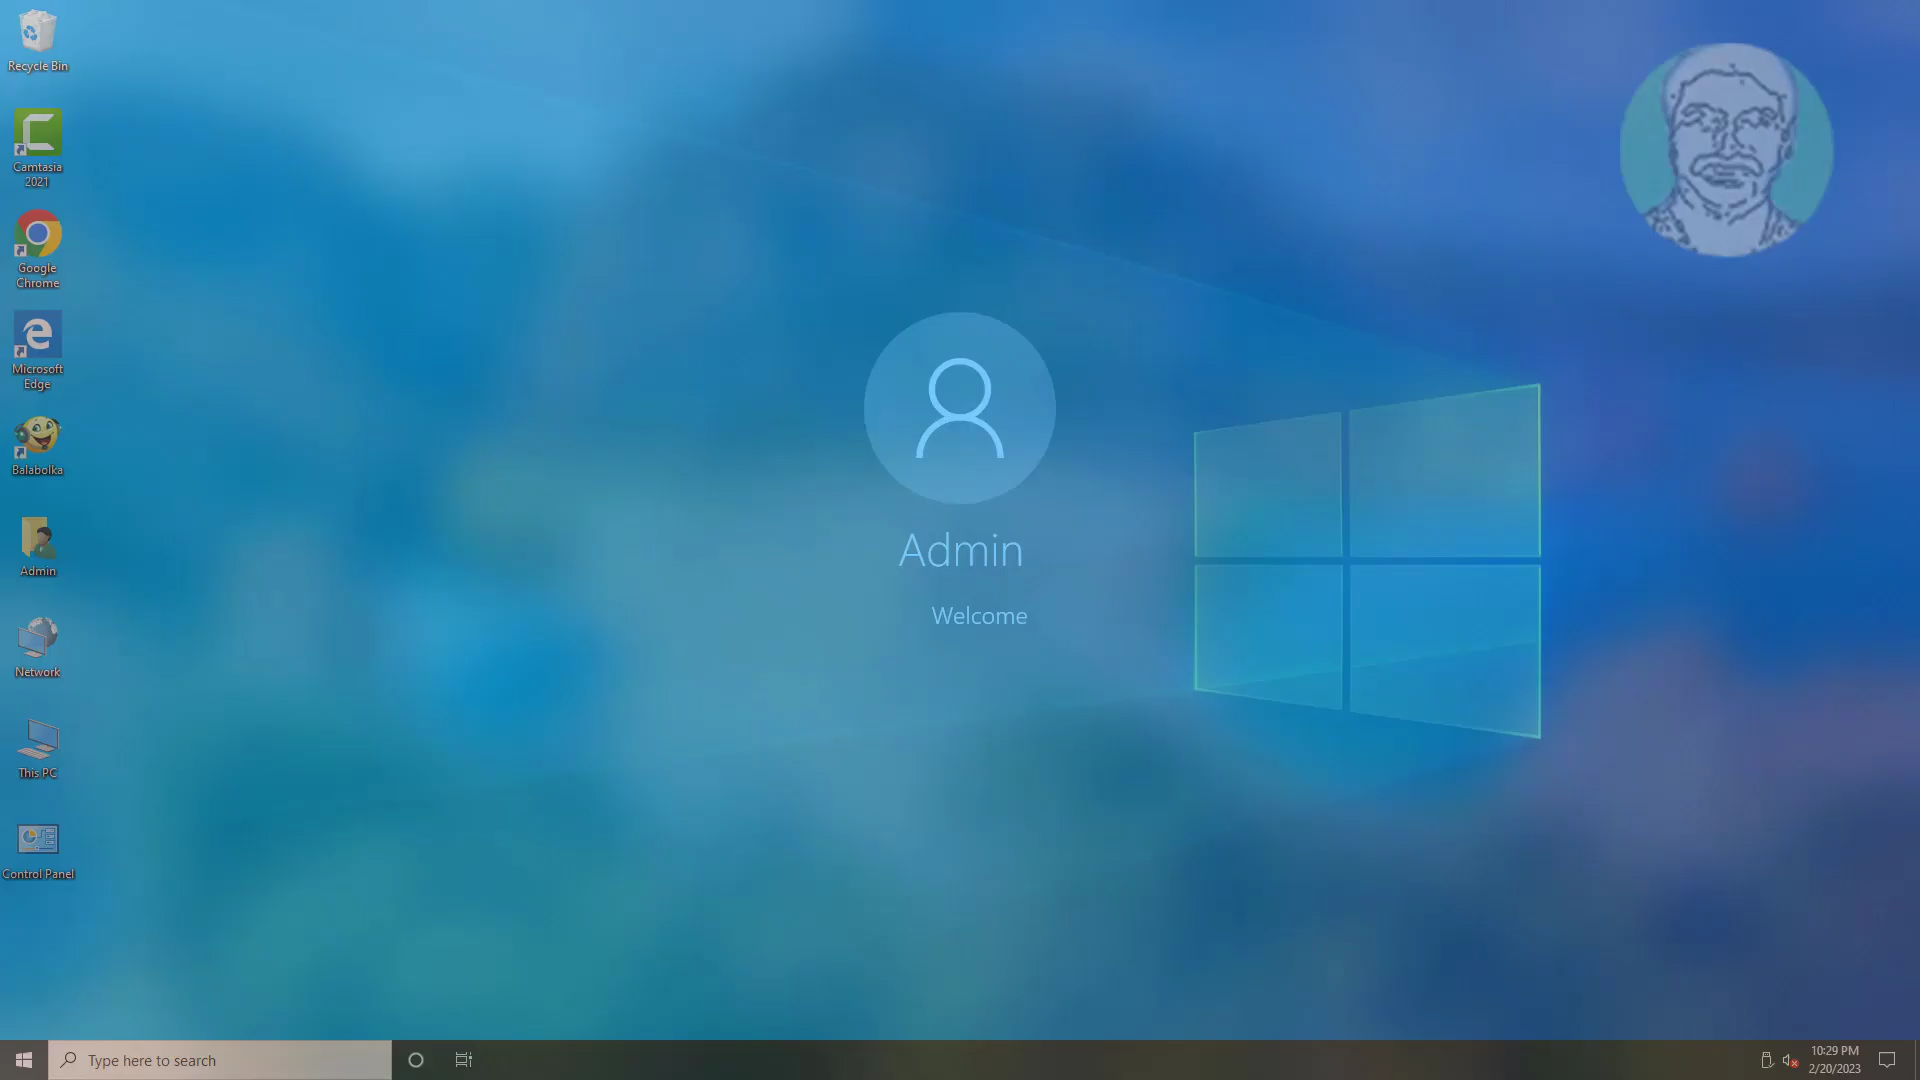 Recycle Bin
Camtasia
2021
Google
Chrome
Microsoft
Edge
Balabolka
Admin
Network
This PC
Control Panel
Admin
Welcome
Type here to search
10:29 PM
2/20/2023